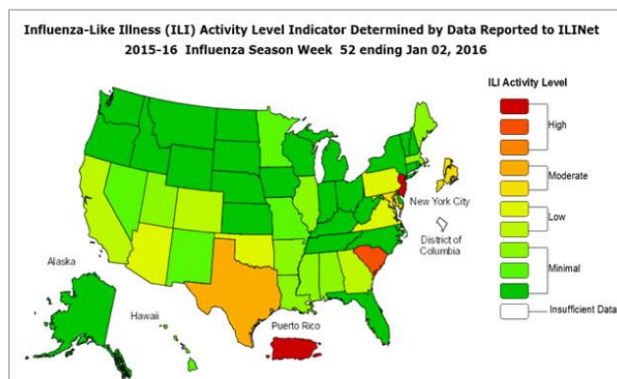 Influenza-Like Illness (ILI) Activity Level Indicator Determined by Data Reported to ILINet
2015-16 Influenza Season Week 52 ending Jan 02, 2016
ILI Activity Level
High
Moderate
New York City
Low
District of
Columbia
Alaska
Minimal
Hawaii
Puerto Rico
Insufficient Data